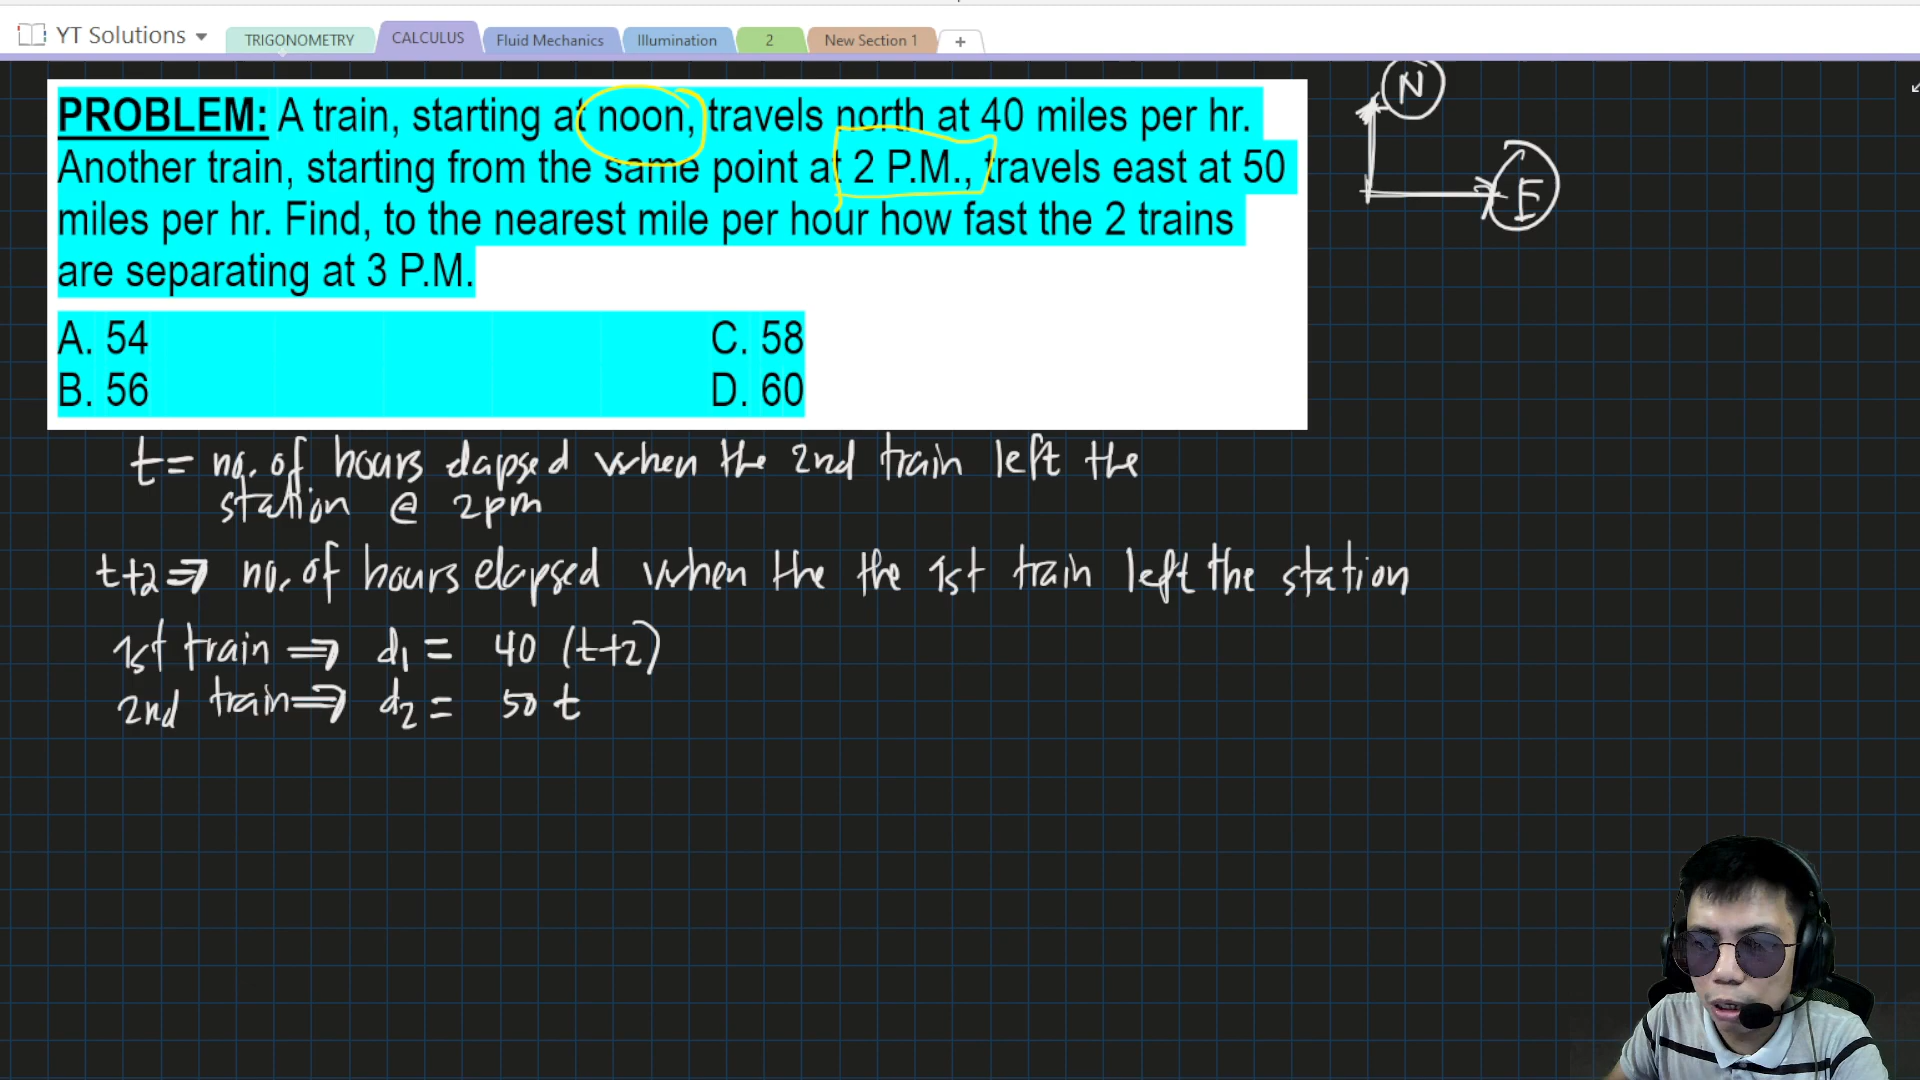 YT Solutions
TRIGONOMETRY
CALCULUS
Fluid Mechanics
Illumination
2
New Section 1
+
PROBLEM: A train, starting at noon, travels north at 40 miles per hr.
Another train, starting from the same point at 2 P.M., travels east at 50
miles per hr. Find, to the nearest mile per hour how fast the 2 trains
are separating at 3 P.M.
A. 54 C. 58
B. 56 D. 60
N
E
t = no. of hours elapsed when the 2nd train left the
station @ 2pm
t+2 ⇒ no. of hours elapsed when the the 1st train left the station
1st train ⇒ d₁ = 40 (t+2)
2nd train ⇒ d₂ = 50 t